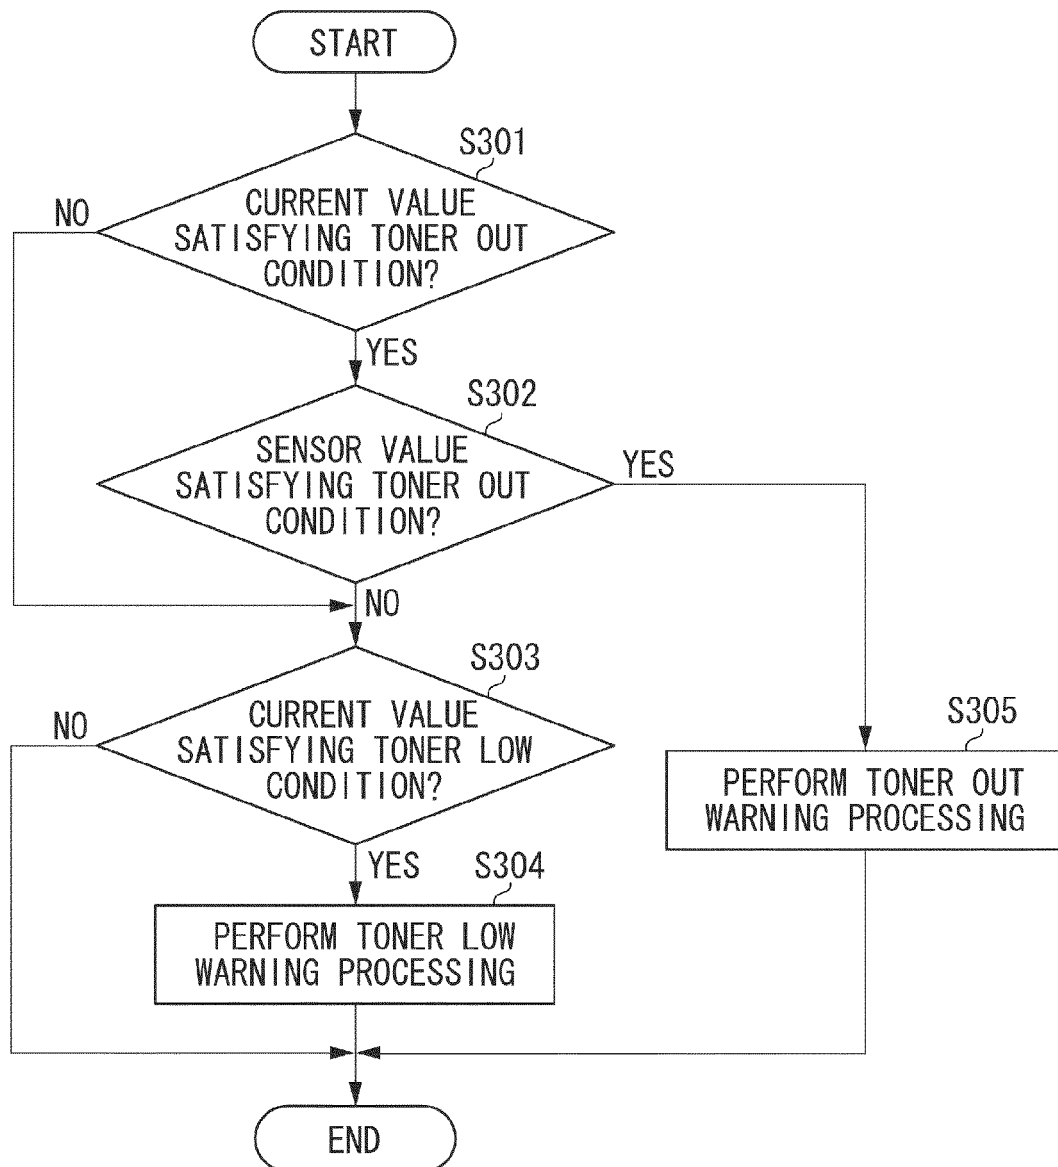 START
S301
CURRENT VALUE
SATISFYING TONER OUT
CONDITION?
NO
YES
S302
SENSOR VALUE
SATISFYING TONER OUT
CONDITION?
YES
NO
S303
CURRENT VALUE
SATISFYING TONER LOW
CONDITION?
NO
YES
S305
PERFORM TONER OUT
WARNING PROCESSING
S304
PERFORM TONER LOW
WARNING PROCESSING
END